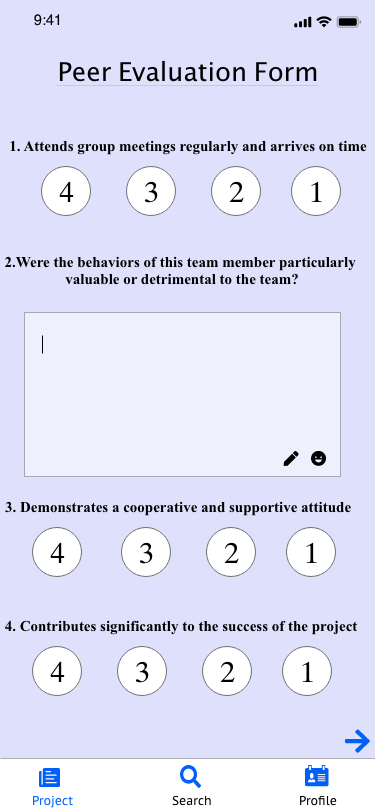 9:41
Peer Evaluation Form
1. Attends group meetings regularly and arrives on time
4 3 2 1
2.Were the behaviors of this team member particularly
valuable or detrimental to the team?
3. Demonstrates a cooperative and supportive attitude
4 3 2 1
4. Contributes significantly to the success of the project
4 3 2 1
Project Search Profile